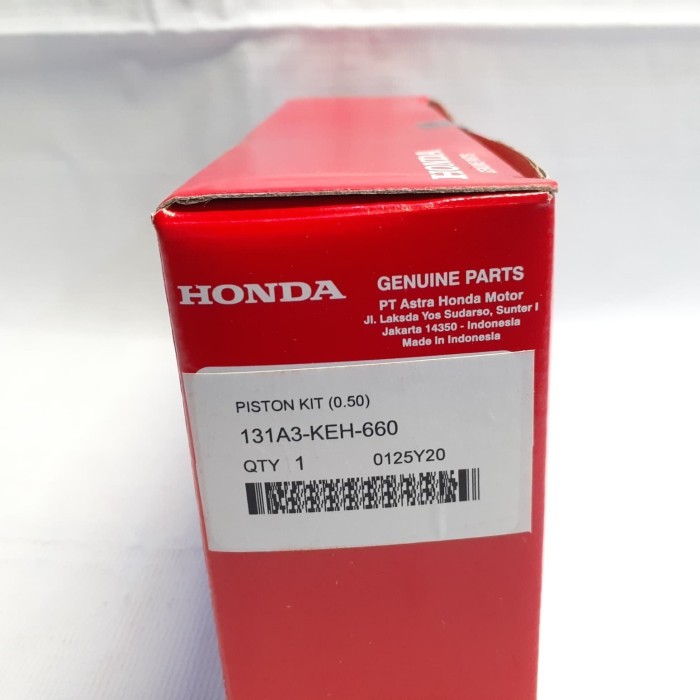 HONDA
HONDA
GENUINE PARTS
PT Astra Honda Motor
Jl. Laksda Yos Sudarso, Sunter I
Jakarta 14350 - Indonesia
Made in Indonesia
PISTON KIT (0.50)
131A3-KEH-660
QTY 1 0125Y20